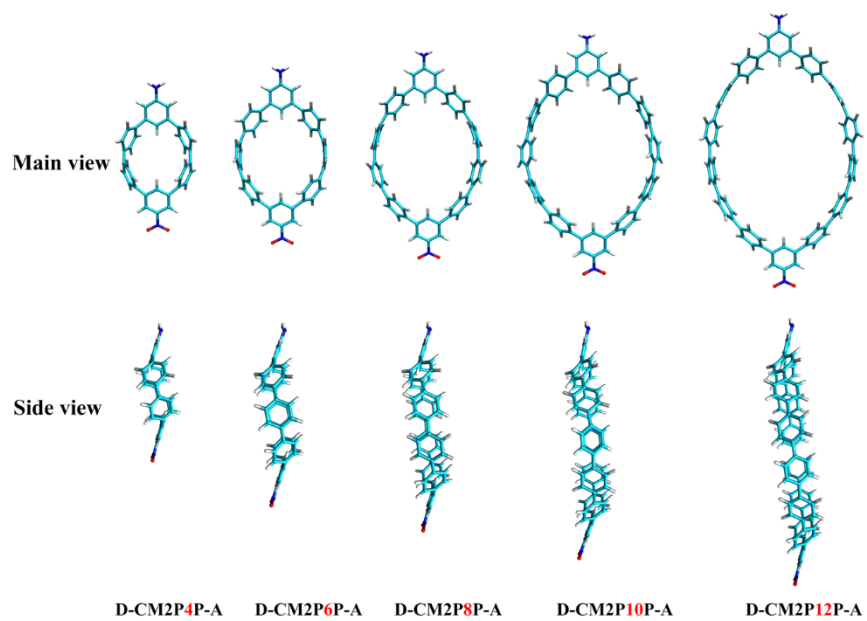 Main view
Side view
D-CM2P4P-A D-CM2P6P-A D-CM2P8P-A D-CM2P10P-A D-CM2P12P-A